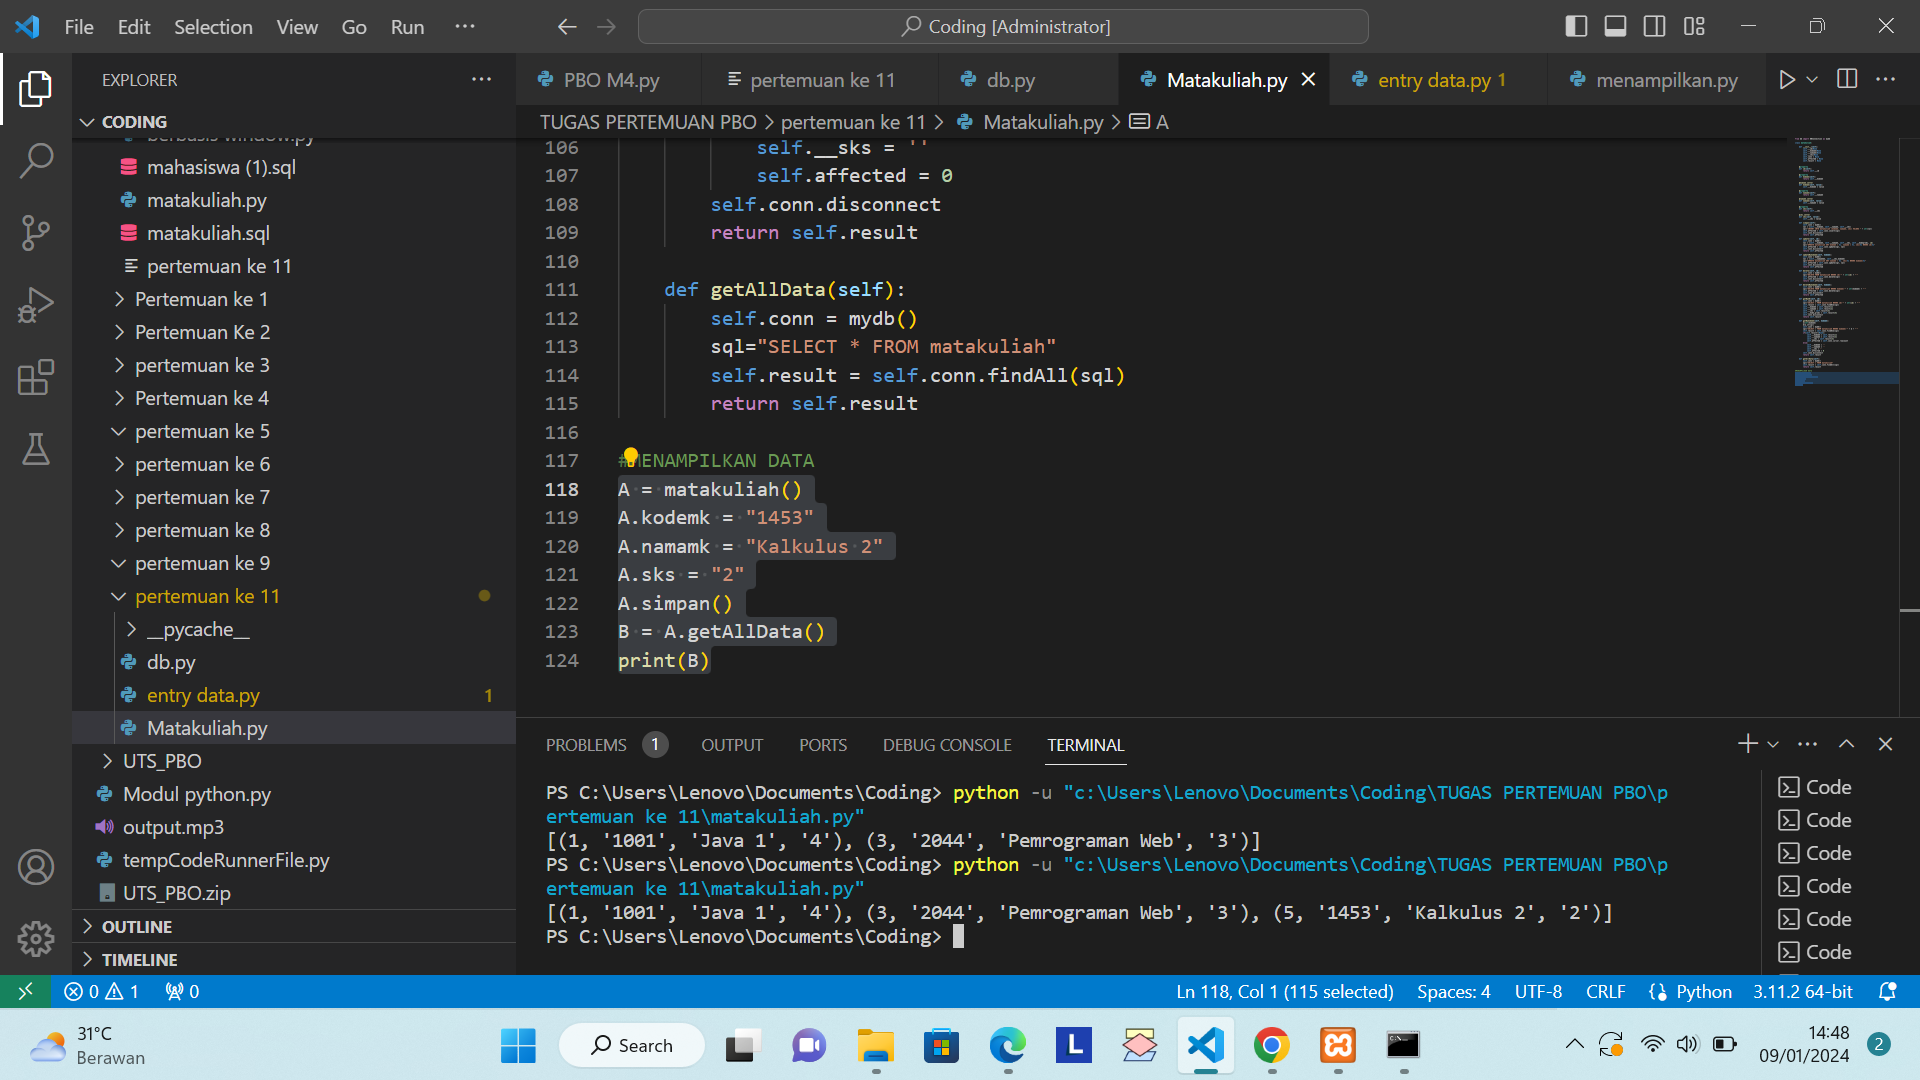 File Edit Selection View Go Run ···
Coding [Administrator]
EXPLORER
CODING
berbasis window.py
mahasiswa (1).sql
matakuliah.py
matakuliah.sql
pertemuan ke 11
Pertemuan ke 1
Pertemuan Ke 2
pertemuan ke 3
Pertemuan ke 4
pertemuan ke 5
pertemuan ke 6
pertemuan ke 7
pertemuan ke 8
pertemuan ke 9
pertemuan ke 11
__pycache__
db.py
entry data.py 1
Matakuliah.py
UTS_PBO
Modul python.py
output.mp3
tempCodeRunnerFile.py
UTS_PBO.zip
OUTLINE
TIMELINE
PBO M4.py pertemuan ke 11 db.py Matakuliah.py entry data.py 1 menampilkan.py
TUGAS PERTEMUAN PBO > pertemuan ke 11 > Matakuliah.py > A
106 self.__sks = ''
107 self.affected = 0
108 self.conn.disconnect
109 return self.result
110
111 def getAllData(self):
112 self.conn = mydb()
113 sql="SELECT * FROM matakuliah"
114 self.result = self.conn.findAll(sql)
115 return self.result
116
117 #MENAMPILKAN DATA
118 A = matakuliah()
119 A.kodemk = "1453"
120 A.namamk = "Kalkulus 2"
121 A.sks = "2"
122 A.simpan()
123 B = A.getAllData()
124 print(B)
PROBLEMS 1 OUTPUT PORTS DEBUG CONSOLE TERMINAL
PS C:\Users\Lenovo\Documents\Coding> python -u "c:\Users\Lenovo\Documents\Coding\TUGAS PERTEMUAN PBO\p
ertemuan ke 11\matakuliah.py"
[(1, '1001', 'Java 1', '4'), (3, '2044', 'Pemrograman Web', '3')]
PS C:\Users\Lenovo\Documents\Coding> python -u "c:\Users\Lenovo\Documents\Coding\TUGAS PERTEMUAN PBO\p
ertemuan ke 11\matakuliah.py"
[(1, '1001', 'Java 1', '4'), (3, '2044', 'Pemrograman Web', '3'), (5, '1453', 'Kalkulus 2', '2')]
PS C:\Users\Lenovo\Documents\Coding>
Code
Code
Code
Code
Code
Code
0 1 0
Ln 118, Col 1 (115 selected) Spaces: 4 UTF-8 CRLF Python 3.11.2 64-bit
31°C
Berawan
Search
L
14:48
09/01/2024
2